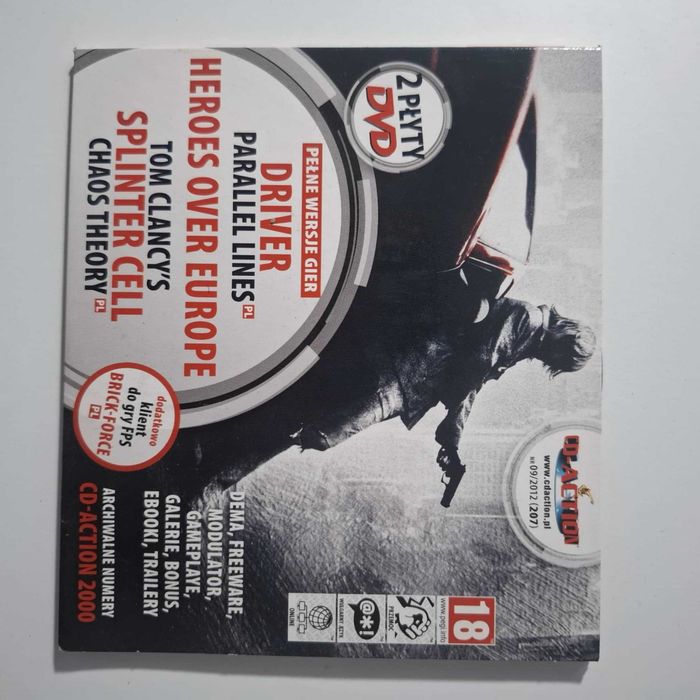 2 PŁYTY
DVD
PEŁNE WERSJE GIER
DRIVER
PARALLEL LINES PL
HEROES OVER EUROPE
TOM CLANCY'S
SPLINTER CELL
CHAOS THEORY PL
dodatkowo
klient
do gry FPS
BRICK-FORCE
PL
CD-ACTION
www.cdaction.pl
NR 09/2012 (207)
DEMA, FREEWARE,
MODULATOR,
GAMEPLAYE,
GALERIE, BONUS,
EBOOKI, TRAILERY
ARCHIWALNE NUMERY
CD-ACTION 2000
18
www.pegi.info
PRZEMOC
@*!
WULGARNY JĘZYK
ONLINE